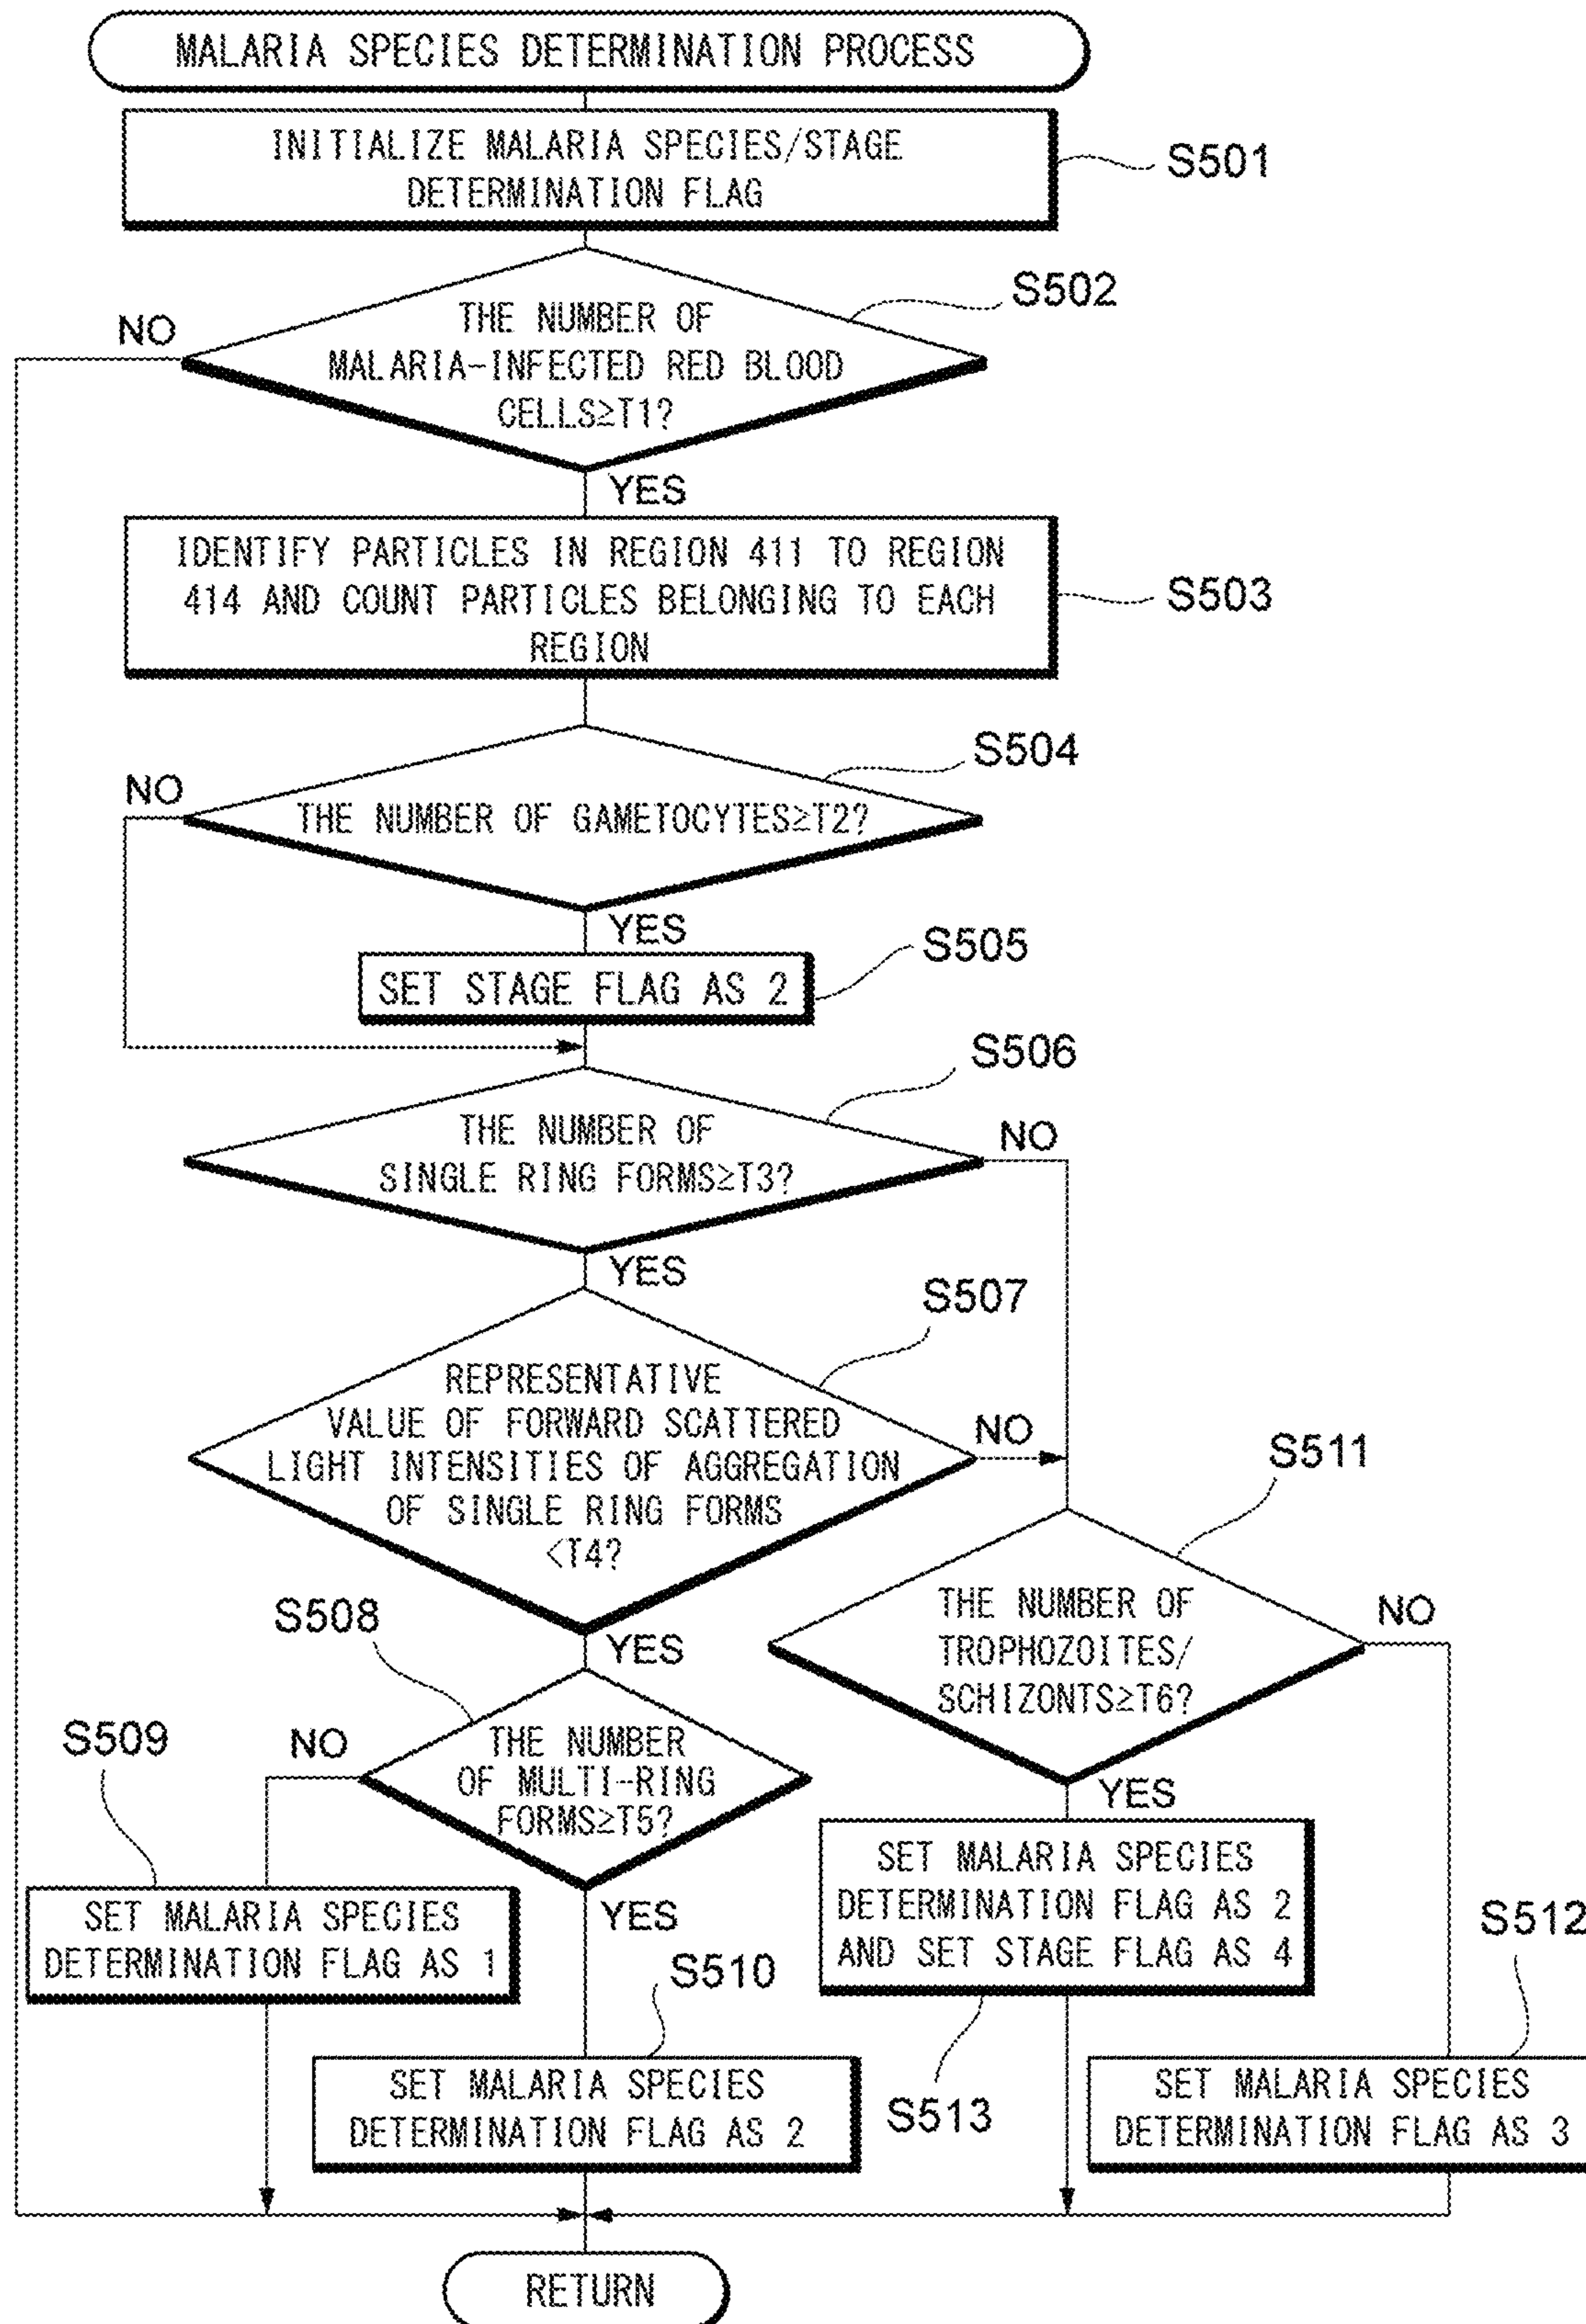 MALARIA SPECIES DETERMINATION PROCESS
INITIALIZE MALARIA SPECIES/STAGE
DETERMINATION FLAG
S501
S502
NO
THE NUMBER OF
MALARIA-INFECTED RED BLOOD
CELLS≥T1?
YES
IDENTIFY PARTICLES IN REGION 411 TO REGION
414 AND COUNT PARTICLES BELONGING TO EACH
REGION
S503
S504
NO
THE NUMBER OF GAMETOCYTES≥T2?
YES
S505
SET STAGE FLAG AS 2
S506
THE NUMBER OF
SINGLE RING FORMS≥T3?
NO
YES
S507
REPRESENTATIVE
VALUE OF FORWARD SCATTERED
LIGHT INTENSITIES OF AGGREGATION
OF SINGLE RING FORMS
<T4?
NO
YES
S511
THE NUMBER OF
TROPHOZOITES/
SCHIZONTS≥T6?
NO
YES
S508
THE NUMBER
OF MULTI-RING
FORMS≥T5?
NO
YES
S509
SET MALARIA SPECIES
DETERMINATION FLAG AS 1
SET MALARIA SPECIES
DETERMINATION FLAG AS 2
AND SET STAGE FLAG AS 4
S512
S510
SET MALARIA SPECIES
DETERMINATION FLAG AS 2
S513
SET MALARIA SPECIES
DETERMINATION FLAG AS 3
RETURN